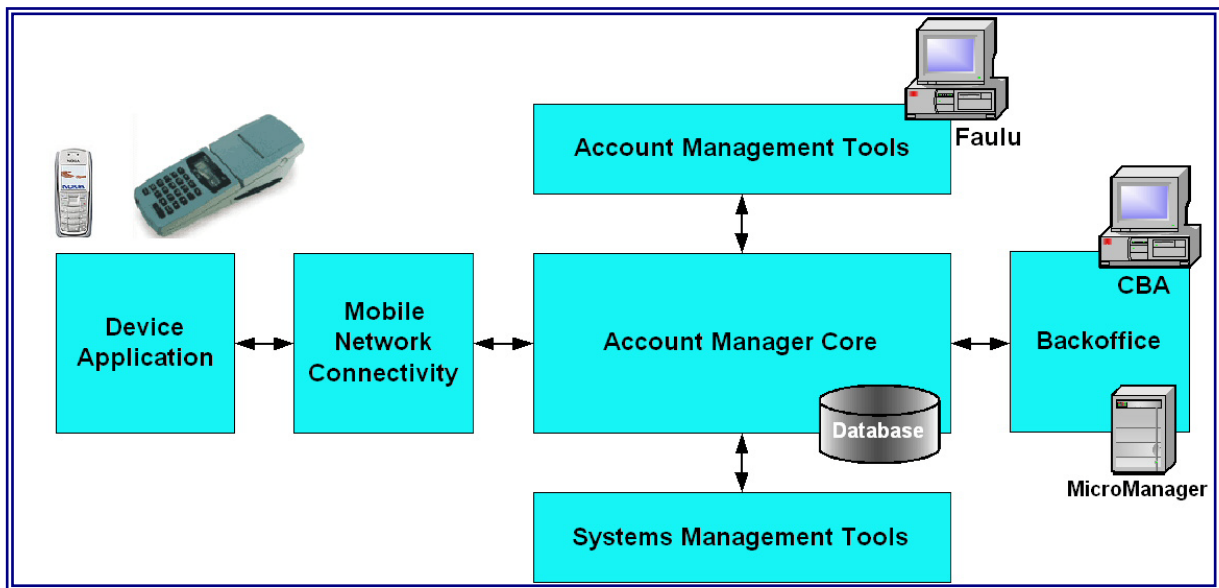 Faulu
Account Management Tools
CBA
Device
Application
Mobile
Network
Connectivity
Account Manager Core
Database
Backoffice
MicroManager
Systems Management Tools